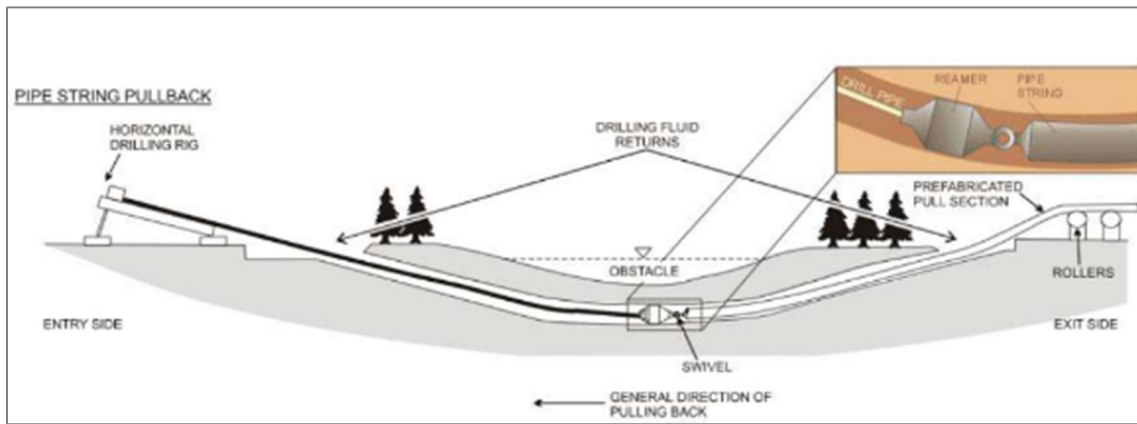 PIPE STRING PULLBACK
HORIZONTAL
DRILLING RIG
DRILLING FLUID
RETURNS
DRILL PIPE
REAMER
PIPE
STRING
PREFABRICATED
PULL SECTION
OBSTACLE
ROLLERS
ENTRY SIDE
EXIT SIDE
SWIVEL
GENERAL DIRECTION OF
PULLING BACK